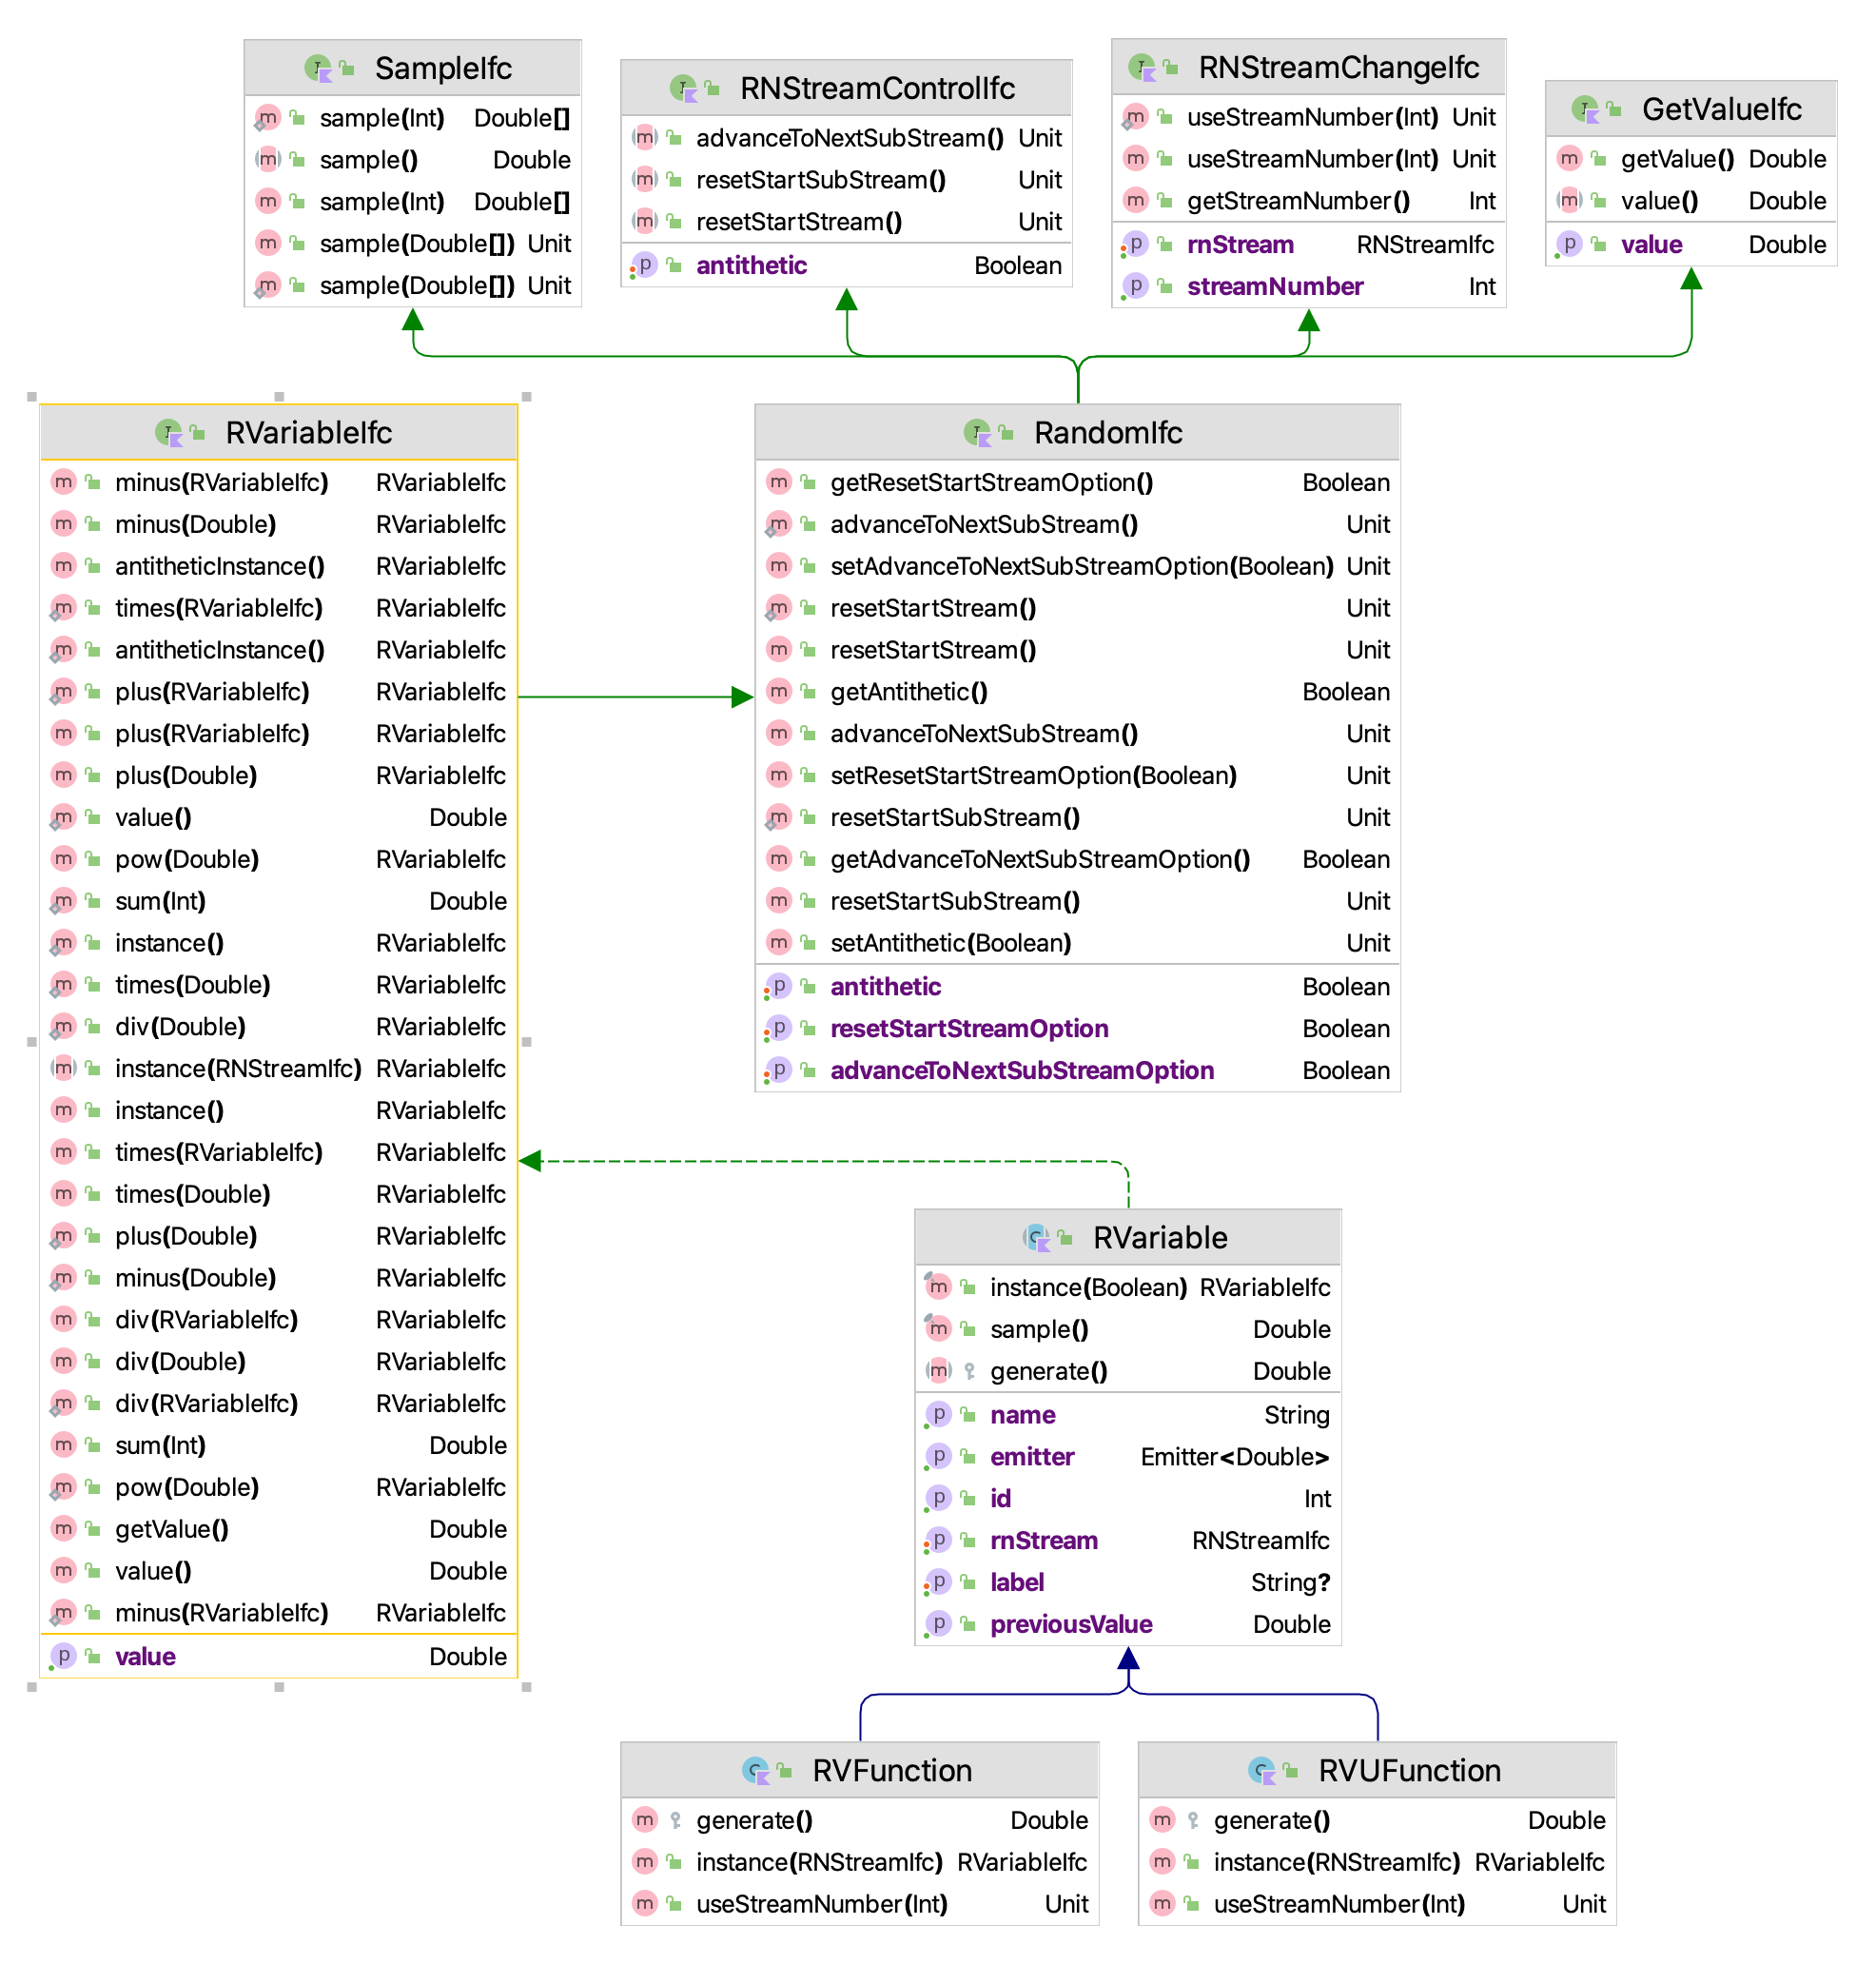 SampleIfc
sample(Int) Double[]
sample() Double
sample(Int) Double[]
sample(Double[]) Unit
sample(Double[]) Unit
RNStreamControlIfc
advanceToNextSubStream() Unit
resetStartSubStream() Unit
resetStartStream() Unit
antithetic Boolean
RNStreamChangeIfc
useStreamNumber(Int) Unit
useStreamNumber(Int) Unit
getStreamNumber() Int
rnStream RNStreamIfc
streamNumber Int
GetValueIfc
getValue() Double
value() Double
value Double
RVariableIfc
minus(RVariableIfc) RVariableIfc
minus(Double) RVariableIfc
antitheticInstance() RVariableIfc
times(RVariableIfc) RVariableIfc
antitheticInstance() RVariableIfc
plus(RVariableIfc) RVariableIfc
plus(RVariableIfc) RVariableIfc
plus(Double) RVariableIfc
value() Double
pow(Double) RVariableIfc
sum(Int) Double
instance() RVariableIfc
times(Double) RVariableIfc
div(Double) RVariableIfc
instance(RNStreamIfc) RVariableIfc
instance() RVariableIfc
times(RVariableIfc) RVariableIfc
times(Double) RVariableIfc
plus(Double) RVariableIfc
minus(Double) RVariableIfc
div(RVariableIfc) RVariableIfc
div(Double) RVariableIfc
div(RVariableIfc) RVariableIfc
sum(Int) Double
pow(Double) RVariableIfc
getValue() Double
value() Double
minus(RVariableIfc) RVariableIfc
value Double
RandomIfc
getResetStartStreamOption() Boolean
advanceToNextSubStream() Unit
setAdvanceToNextSubStreamOption(Boolean) Unit
resetStartStream() Unit
resetStartStream() Unit
getAntithetic() Boolean
advanceToNextSubStream() Unit
setResetStartStreamOption(Boolean) Unit
resetStartSubStream() Unit
getAdvanceToNextSubStreamOption() Boolean
resetStartSubStream() Unit
setAntithetic(Boolean) Unit
antithetic Boolean
resetStartStreamOption Boolean
advanceToNextSubStreamOption Boolean
RVariable
instance(Boolean) RVariableIfc
sample() Double
generate() Double
name String
emitter Emitter<Double>
id Int
rnStream RNStreamIfc
label String?
previousValue Double
RVFunction
generate() Double
instance(RNStreamIfc) RVariableIfc
useStreamNumber(Int) Unit
RVUFunction
generate() Double
instance(RNStreamIfc) RVariableIfc
useStreamNumber(Int) Unit